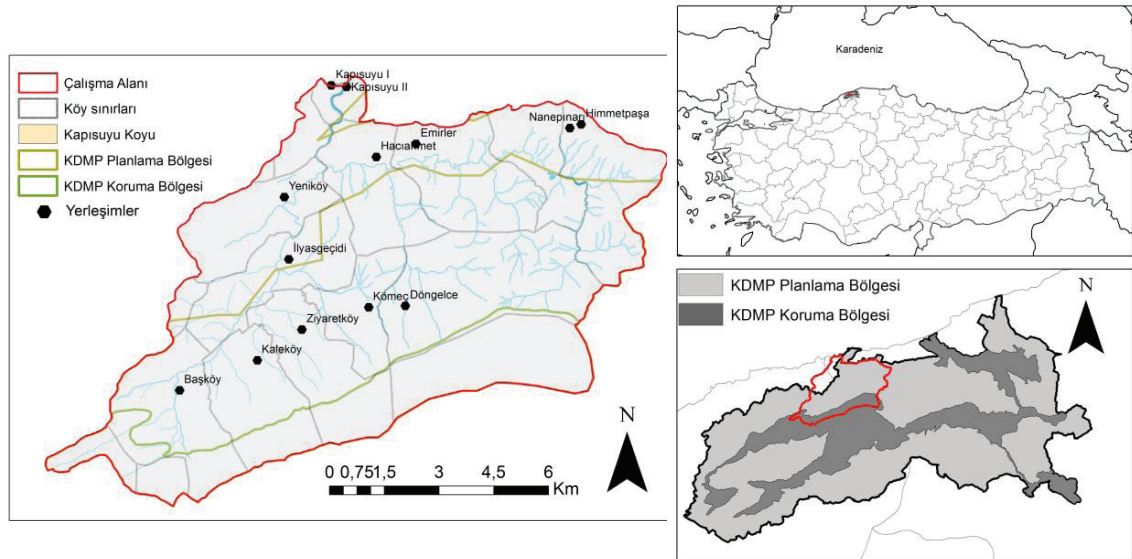 Çalışma Alanı
Köy sınırları
Kapısuyu Koyu
KDMP Planlama Bölgesi
KDMP Koruma Bölgesi
Yerleşimler
Kapısuyu I
Kapısuyu II
Emirler
Hacıahmet
Nanepınarı
Himmetpaşa
Yeniköy
İlyasgeçidi
Kömeç
Döngelce
Ziyaretköy
Kaleköy
Başköy
N
0 0,75 1,5 3 4,5 6
Km
Karadeniz
KDMP Planlama Bölgesi
KDMP Koruma Bölgesi
N